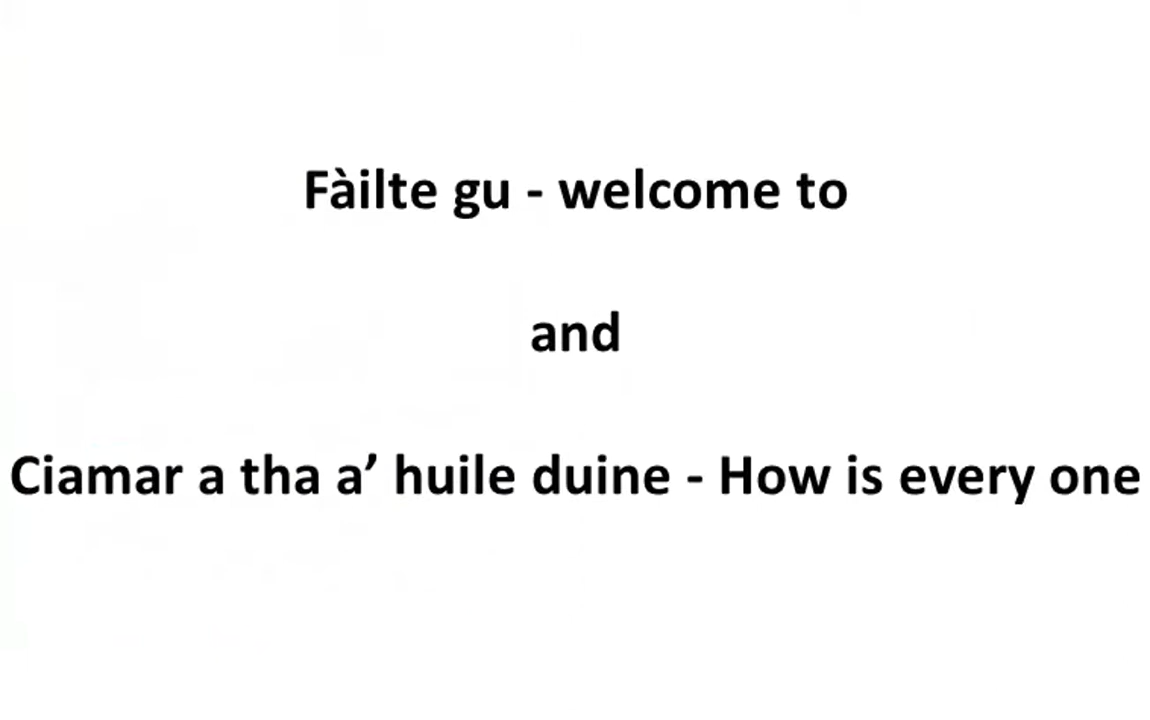 Fàilte gu - welcome to
and
Ciamar a tha a’ huile duine - How is every one